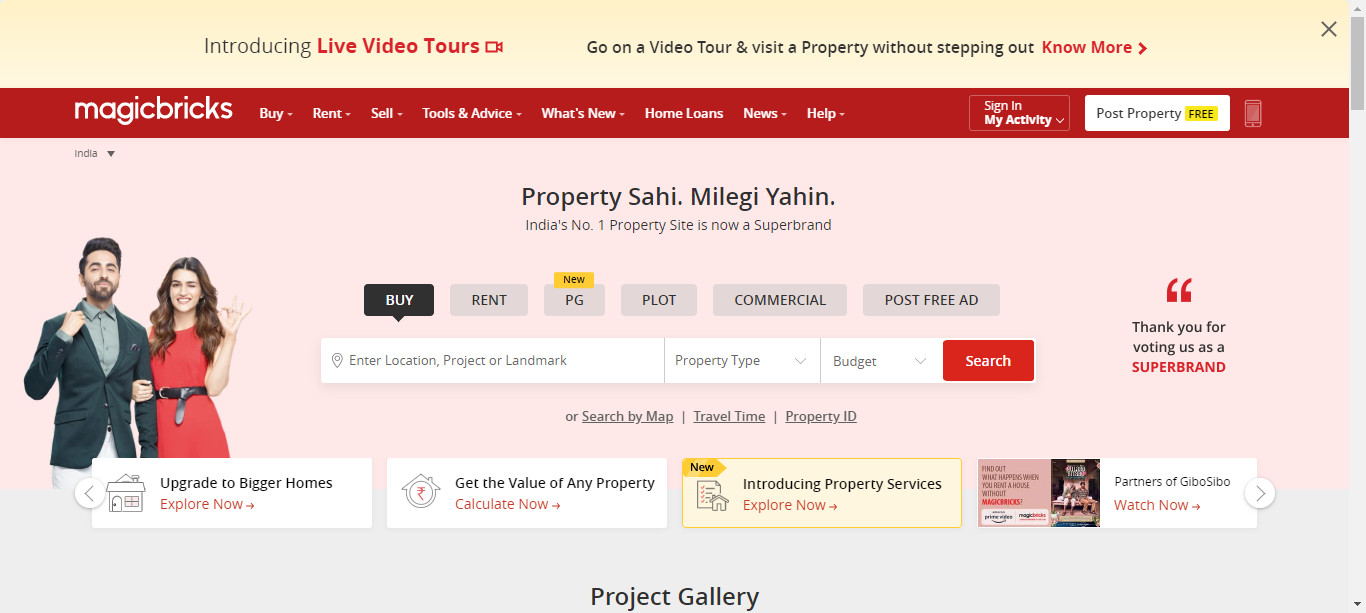 Introducing Live Video Tours
Go on a Video Tour & visit a Property without stepping out Know More
magicbricks
Buy Rent Sell Tools & Advice What's New Home Loans News Help
Sign In
My Activity
Post Property FREE
India
Property Sahi. Milegi Yahin.
India's No. 1 Property Site is now a Superbrand
New
BUY RENT PG PLOT COMMERCIAL POST FREE AD
Enter Location, Project or Landmark Property Type Budget Search
or Search by Map | Travel Time | Property ID
Thank you for
voting us as a
SUPERBRAND
Upgrade to Bigger Homes
Explore Now
Get the Value of Any Property
Calculate Now
New
Introducing Property Services
Explore Now
FIND OUT
WHAT HAPPENS WHEN
YOU RENT A HOUSE
WITHOUT
MAGICBRICKS?
prime video magicbricks
Partners of GiboSibo
Watch Now
Project Gallery